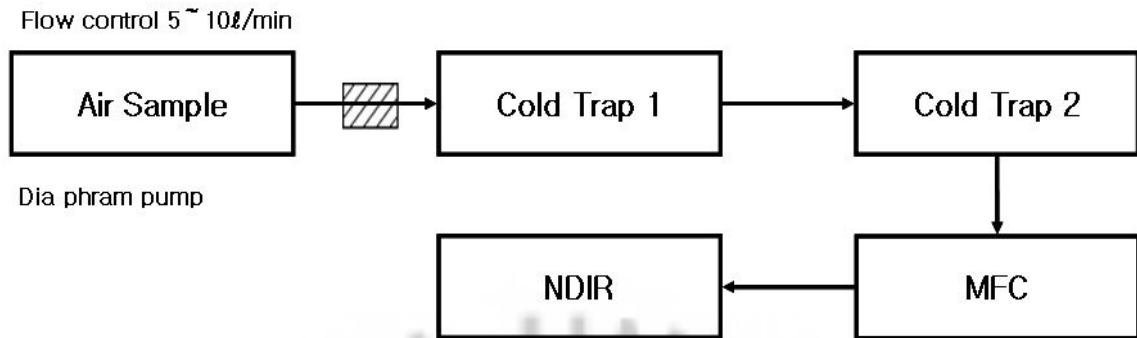 Flow control 5~10ℓ/min
Air Sample
Cold Trap 1
Cold Trap 2
Dia phram pump
NDIR
MFC